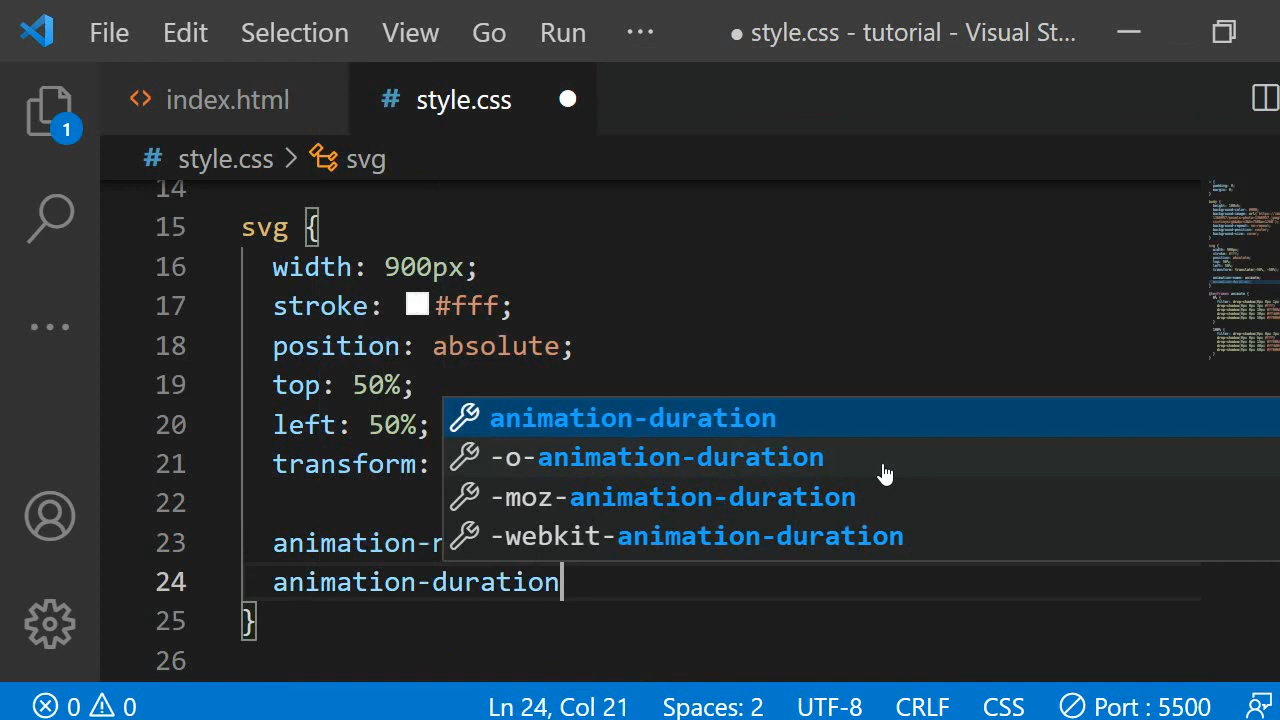 File Edit Selection View Go Run ··· ● style.css - tutorial - Visual St...
<> index.html # style.css ●
1
# style.css > svg
14
15 svg {
16 width: 900px;
17 stroke: #fff;
18 position: absolute;
19 top: 50%;
20 left: 50%;
21 transform:
22
23 animation-n
24 animation-duration
25 }
26
animation-duration
-o-animation-duration
-moz-animation-duration
-webkit-animation-duration
0 0 Ln 24, Col 21 Spaces: 2 UTF-8 CRLF CSS Port : 5500